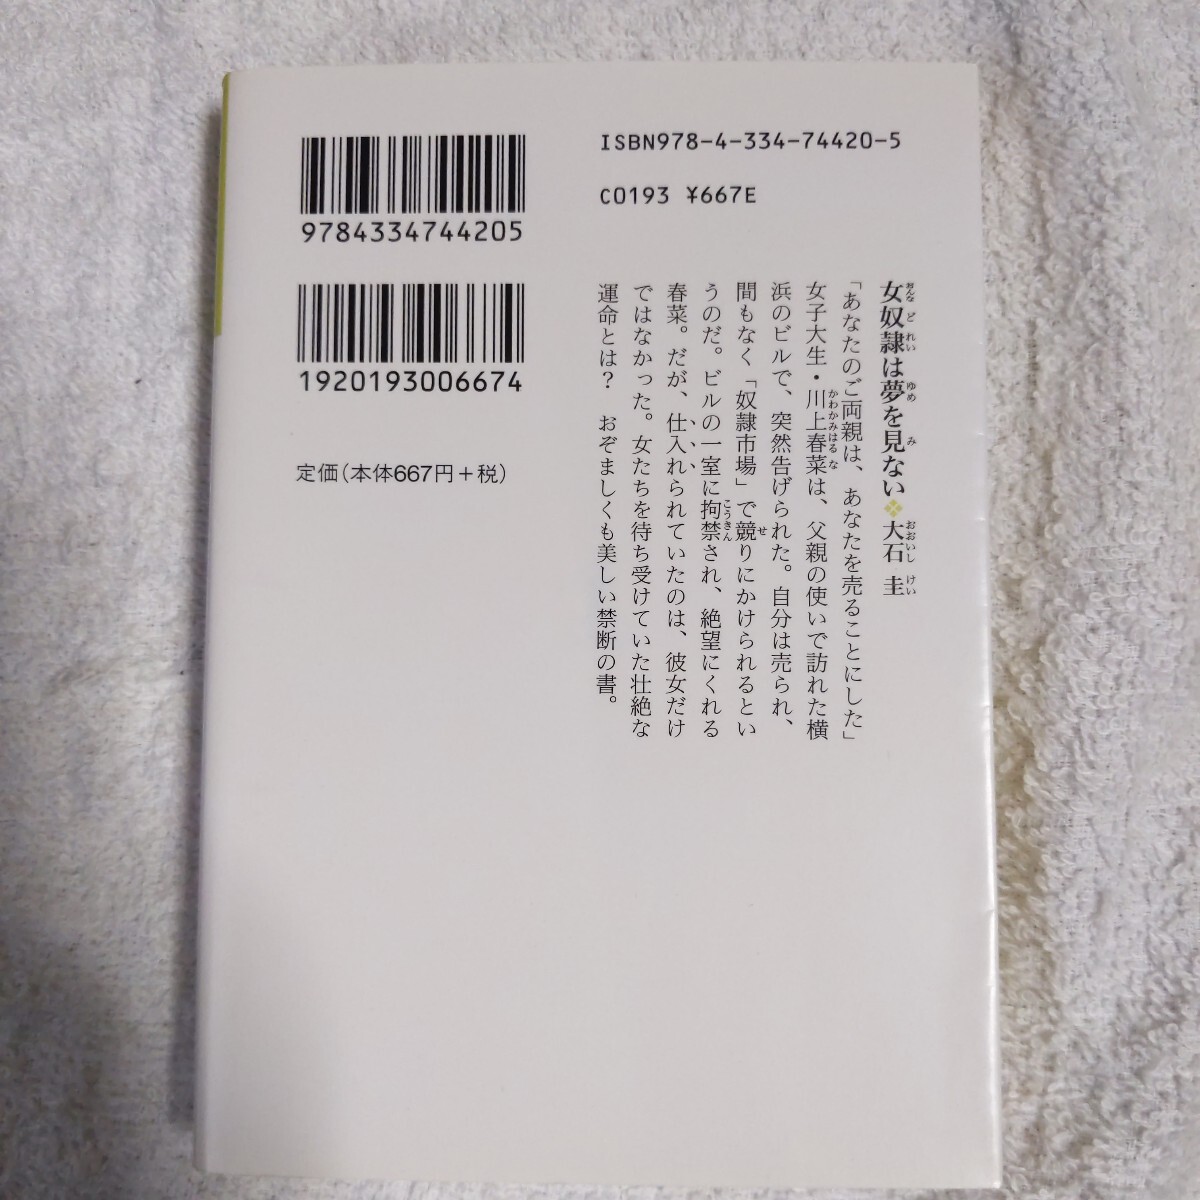 ISBN978-4-334-74420-5
C0193 ¥667E
9784334744205
1920193006674
定価(本体667円+税)
女奴隷は夢を見ない❖大石 圭
「あなたのご両親は、あなたを売ることにした」
女子大生・川上春菜は、父親の使いで訪れた横
浜のビルで、突然告げられた。自分は売られ、
間もなく「奴隷市場」で競りにかけられるとい
うのだ。ビルの一室に拘禁され、絶望にくれる
春菜。だが、仕入れられていたのは、彼女だけ
ではなかった。女たちを待ち受けていた壮絶な
運命とは? おぞましくも美しい禁断の書。